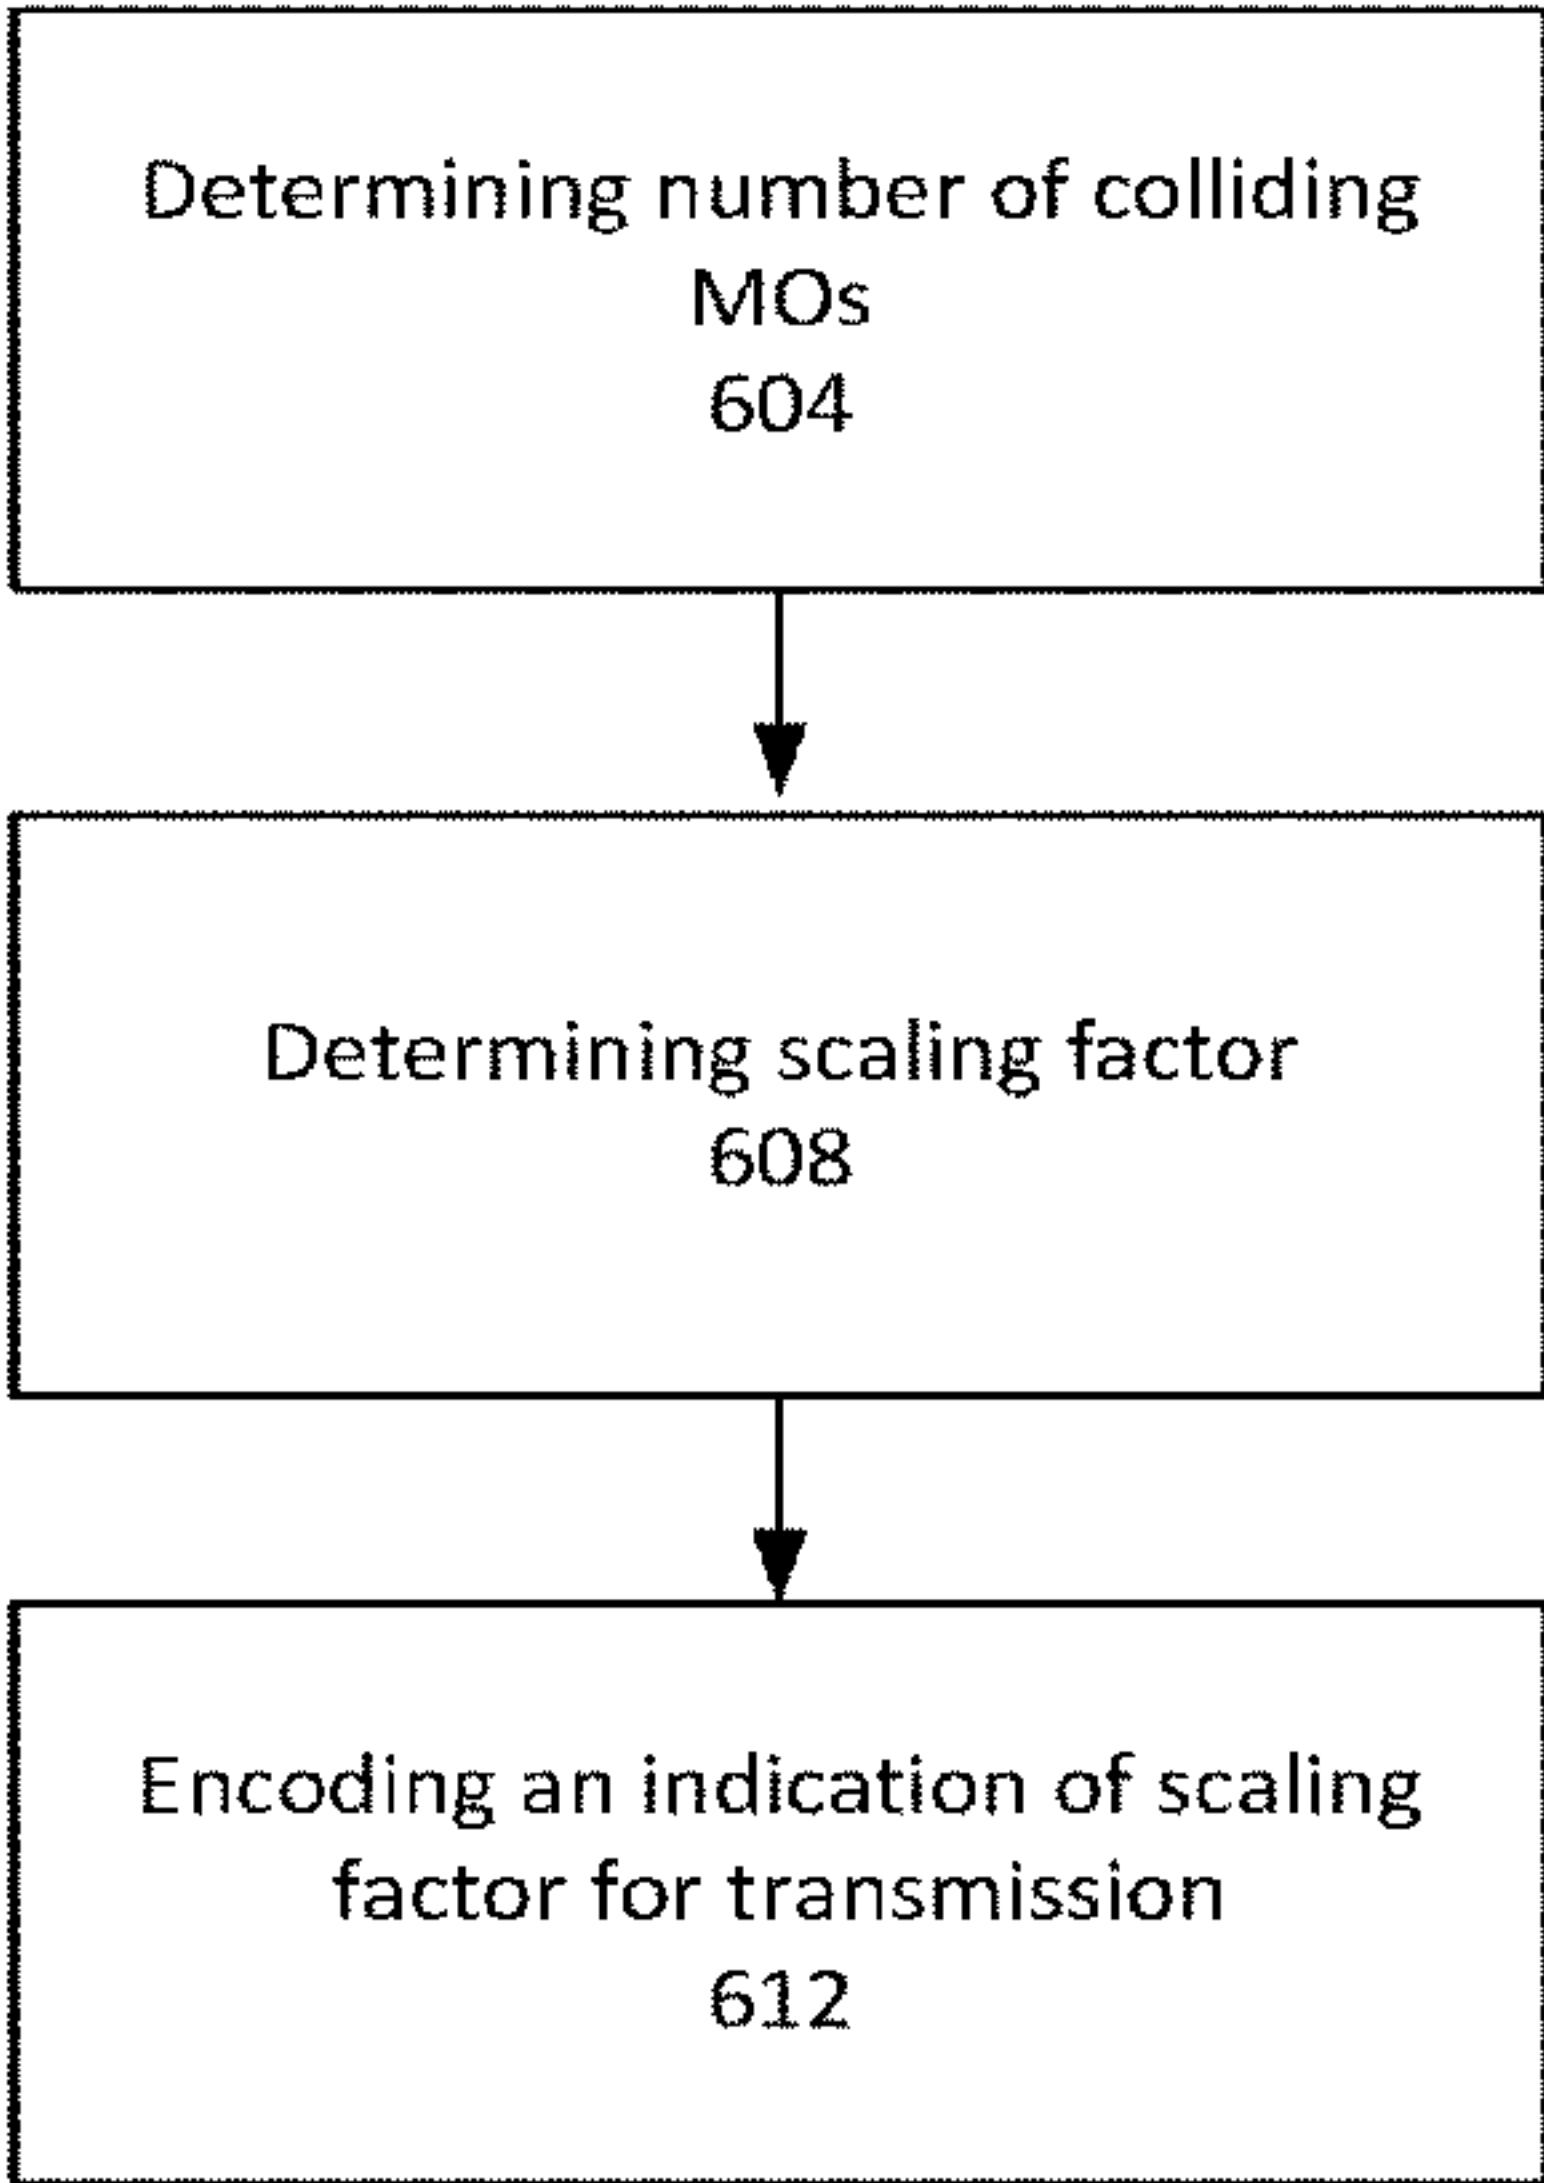 Determining number of colliding
MOs
604
Determining scaling factor
608
Encoding an indication of scaling
factor for transmission
612